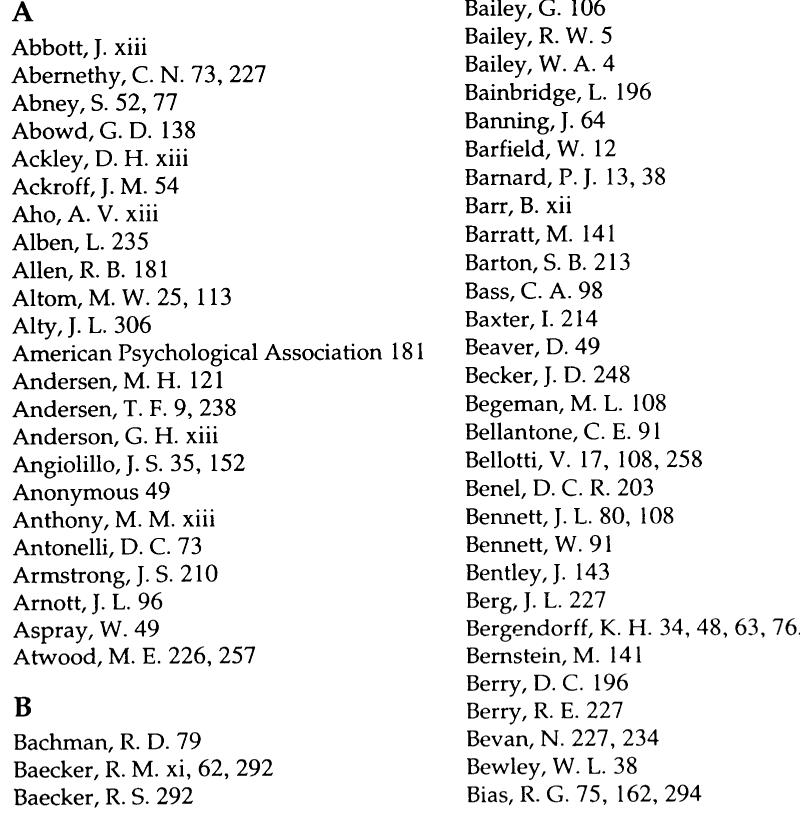 A
Abbott, J. xiii
Abernethy, C. N. 73, 227
Abney, S. 52, 77
Abowd, G. D. 138
Ackley, D. H. xiii
Ackroff, J. M. 54
Aho, A. V. xiii
Alben, L. 235
Allen, R. B. 181
Altom, M. W. 25, 113
Alty, J. L. 306
American Psychological Association 181
Andersen, M. H. 121
Andersen, T. F. 9, 238
Anderson, G. H. xiii
Angiolillo, J. S. 35, 152
Anonymous 49
Anthony, M. M. xiii
Antonelli, D. C. 73
Armstrong, J. S. 210
Arnott, J. L. 96
Aspray, W. 49
Atwood, M. E. 226, 257
B
Bachman, R. D. 79
Baecker, R. M. xi, 62, 292
Baecker, R. S. 292
Bailey, G. 106
Bailey, R. W. 5
Bailey, W. A. 4
Bainbridge, L. 196
Banning, J. 64
Barfield, W. 12
Barnard, P. J. 13, 38
Barr, B. xii
Barratt, M. 141
Barton, S. B. 213
Bass, C. A. 98
Baxter, I. 214
Beaver, D. 49
Becker, J. D. 248
Begeman, M. L. 108
Bellantone, C. E. 91
Bellotti, V. 17, 108, 258
Benel, D. C. R. 203
Bennett, J. L. 80, 108
Bennett, W. 91
Bentley, J. 143
Berg, J. L. 227
Bergendorff, K. H. 34, 48, 63, 76,
Bernstein, M. 141
Berry, D. C. 196
Berry, R. E. 227
Bevan, N. 227, 234
Bewley, W. L. 38
Bias, R. G. 75, 162, 294